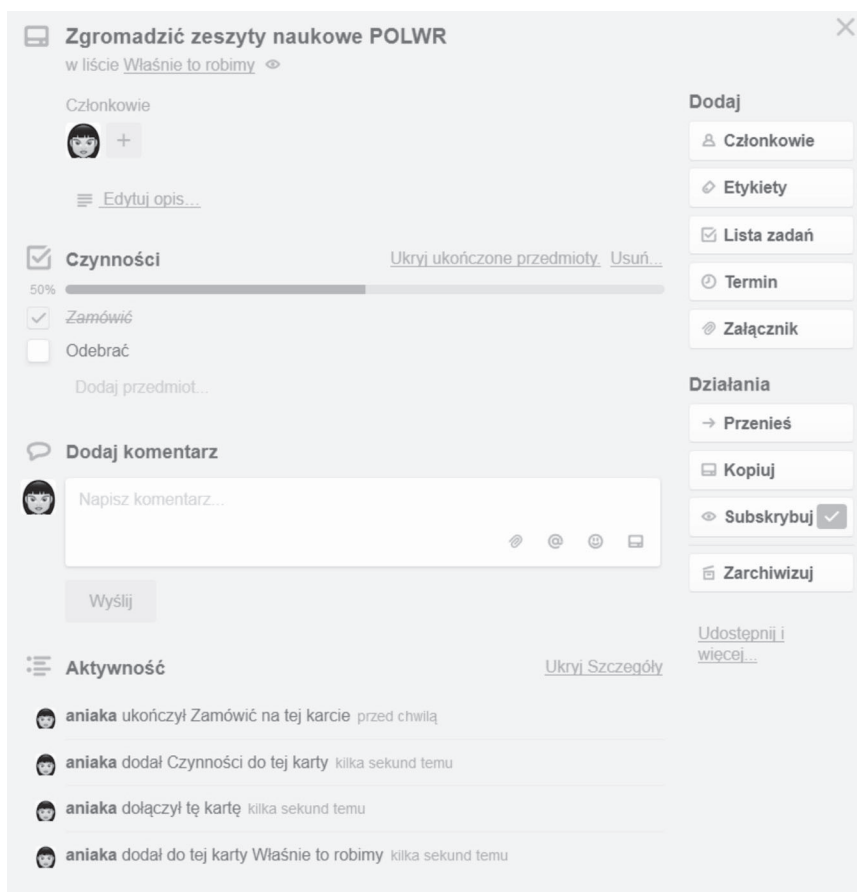 Zgromadzić zeszyty naukowe POLWR
w liście Właśnie to robimy
Członkowie
+
Edytuj opis...
Czynności
Ukryj ukończone przedmioty. Usuń...
50%
Zamówić
Odebrać
Dodaj przedmiot...
Dodaj komentarz
Napisz komentarz...
@
Wyślij
Aktywność
Ukryj Szczegóły
aniaka ukończył Zamówić na tej karcie przed chwilą
aniaka dodał Czynności do tej karty kilka sekund temu
aniaka dołączył tę kartę kilka sekund temu
aniaka dodał do tej karty Właśnie to robimy kilka sekund temu
Dodaj
Członkowie
Etykiety
Lista zadań
Termin
Załącznik
Działania
Przenieś
Kopiuj
Subskrybuj
Zarchiwizuj
Udostępnij i
więcej...